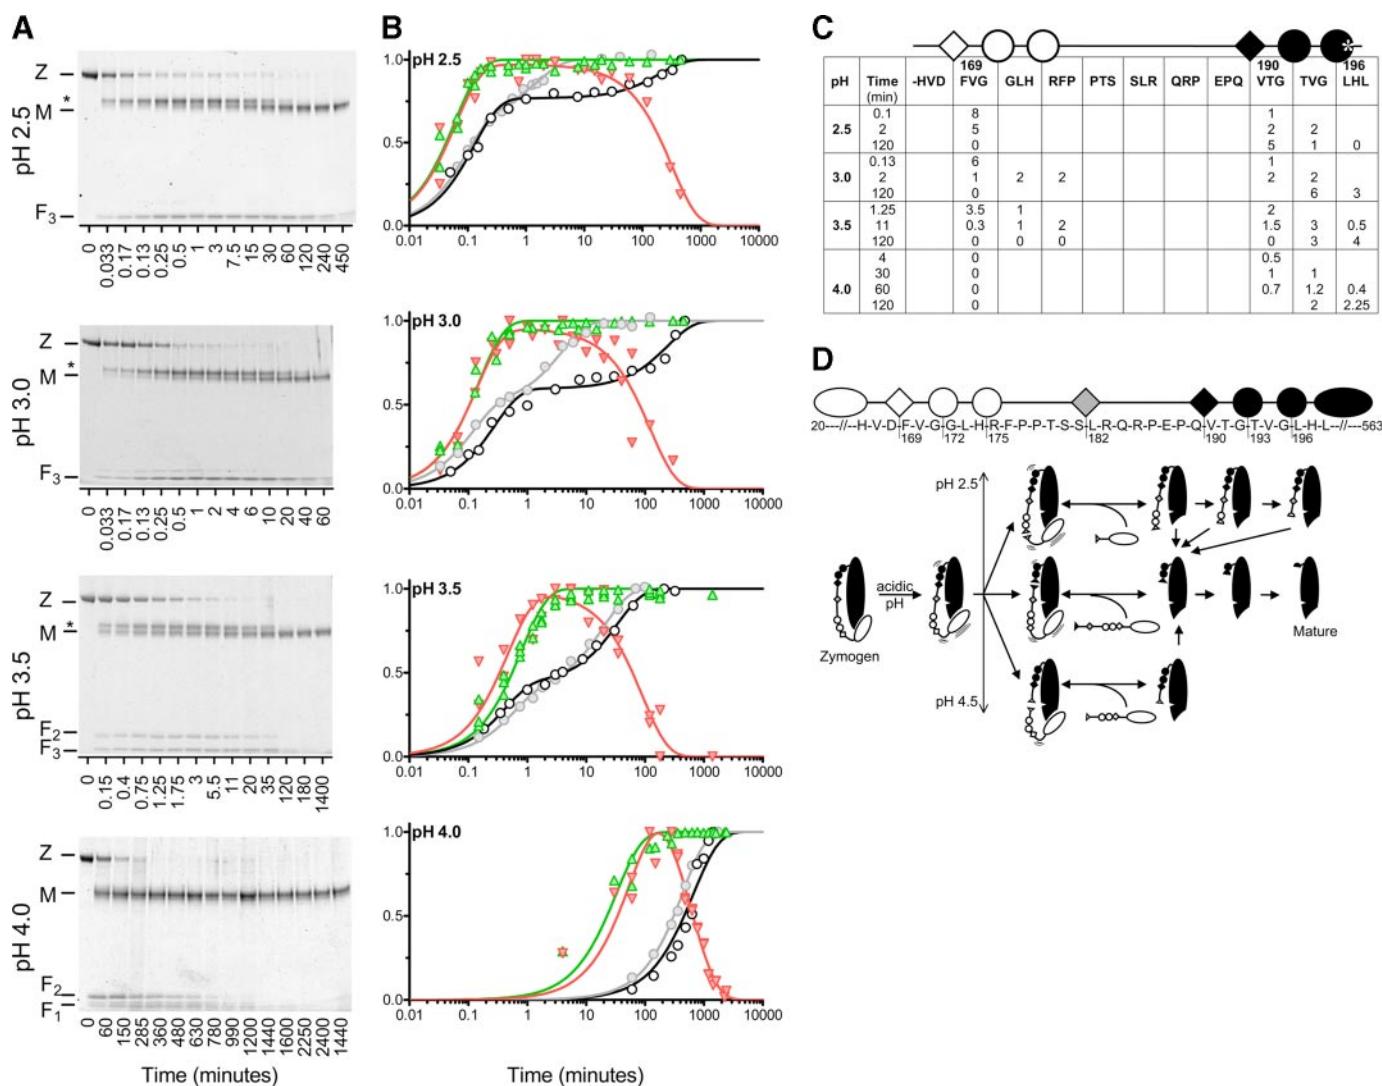 A
pH 2.5
Z
*
M
F3
0 0.033 0.17 0.13 0.25 0.5 1 3 7.5 15 30 60 120 240 450
pH 3.0
Z
*
M
F3
0 0.033 0.17 0.13 0.25 0.5 1 2 4 6 10 20 40 60
pH 3.5
Z
*
M
F2
F3
0 0.15 0.4 0.75 1.25 1.75 3 5.5 11 20 35 120 180 1400
pH 4.0
Z
M
F2
F1
0 60 150 285 360 480 630 780 990 1200 1440 1600 2250 2400 1440
Time (minutes)
B
pH 2.5
1.0
0.5
0.0
0.01 0.1 1 10 100 1000 10000
pH 3.0
1.0
0.5
0.0
0.01 0.1 1 10 100 1000 10000
pH 3.5
1.0
0.5
0.0
0.01 0.1 1 10 100 1000 10000
pH 4.0
1.0
0.5
0.0
0.01 0.1 1 10 100 1000 10000
Time (minutes)
C
*
169 190 196
pH Time (min) -HVD FVG GLH RFP PTS SLR QRP EPQ VTG TVG LHL
2.5
0.1 8 1
2 5 2 2
120 0 5 1 0
3.0
0.13 6 1
2 1 2 2 2 2
120 0 6 3
3.5
1.25 3.5 1 2
11 0.3 1 2 1.5 3 0.5
120 0 0 0 0 3 4
4.0
4 0 0.5
30 0 1 1
60 0 0.7 1.2 0.4
120 0 2 2.25
D
20---//--H-V-D-F-V-G-G-L-H-R-F-P-P-T-S-S-L-R-Q-R-P-E-P-Q-V-T-G-T-V-G-L-H-L--//---563
169 172 175 182 190 193 196
pH 2.5
acidic
pH
Zymogen
Mature
pH 4.5